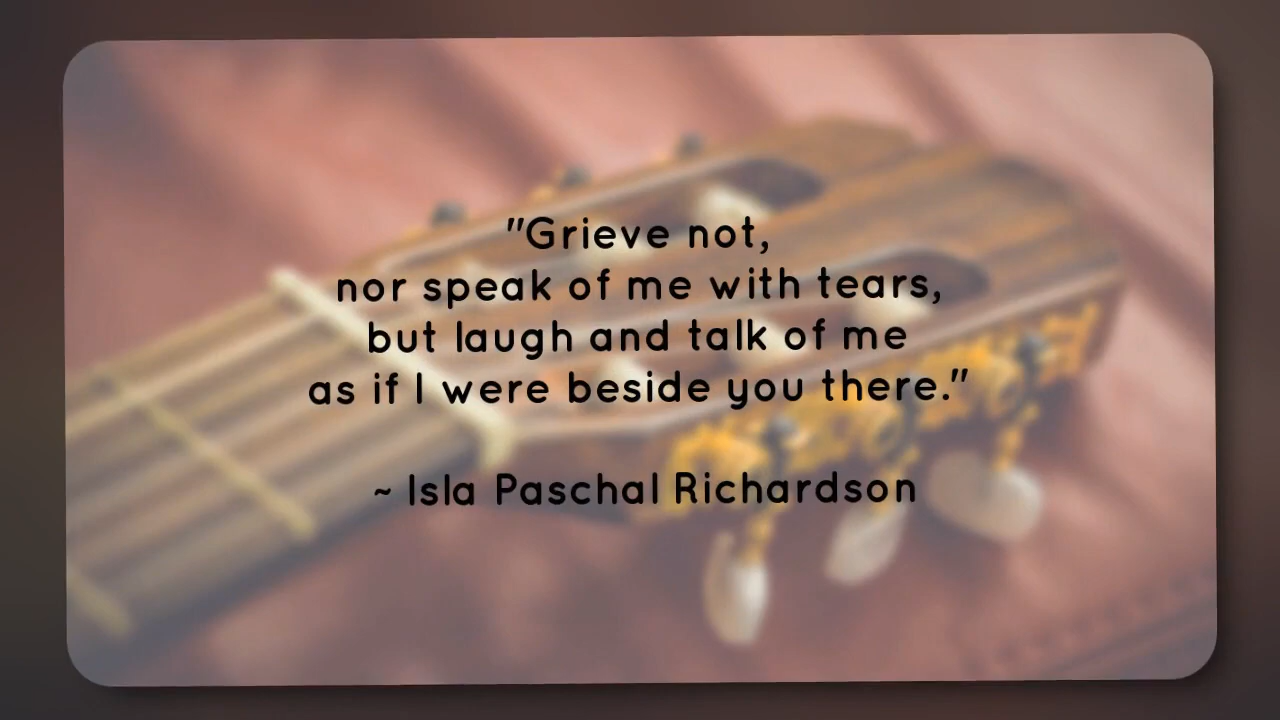 "Grieve not,
nor speak of me with tears,
but laugh and talk of me
as if I were beside you there."
~ Isla Paschal Richardson